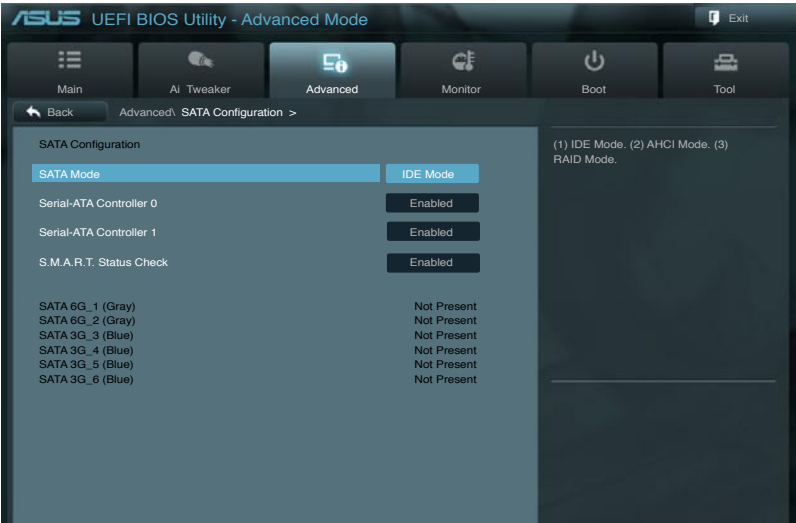 ASUS UEFI BIOS Utility - Advanced Mode
Exit
Main
Ai Tweaker
Advanced
Monitor
Boot
Tool
Back
Advanced\ SATA Configuration >
SATA Configuration
SATA Mode IDE Mode
Serial-ATA Controller 0 Enabled
Serial-ATA Controller 1 Enabled
S.M.A.R.T. Status Check Enabled
SATA 6G_1 (Gray) Not Present
SATA 6G_2 (Gray) Not Present
SATA 3G_3 (Blue) Not Present
SATA 3G_4 (Blue) Not Present
SATA 3G_5 (Blue) Not Present
SATA 3G_6 (Blue) Not Present
(1) IDE Mode. (2) AHCI Mode. (3)
RAID Mode.